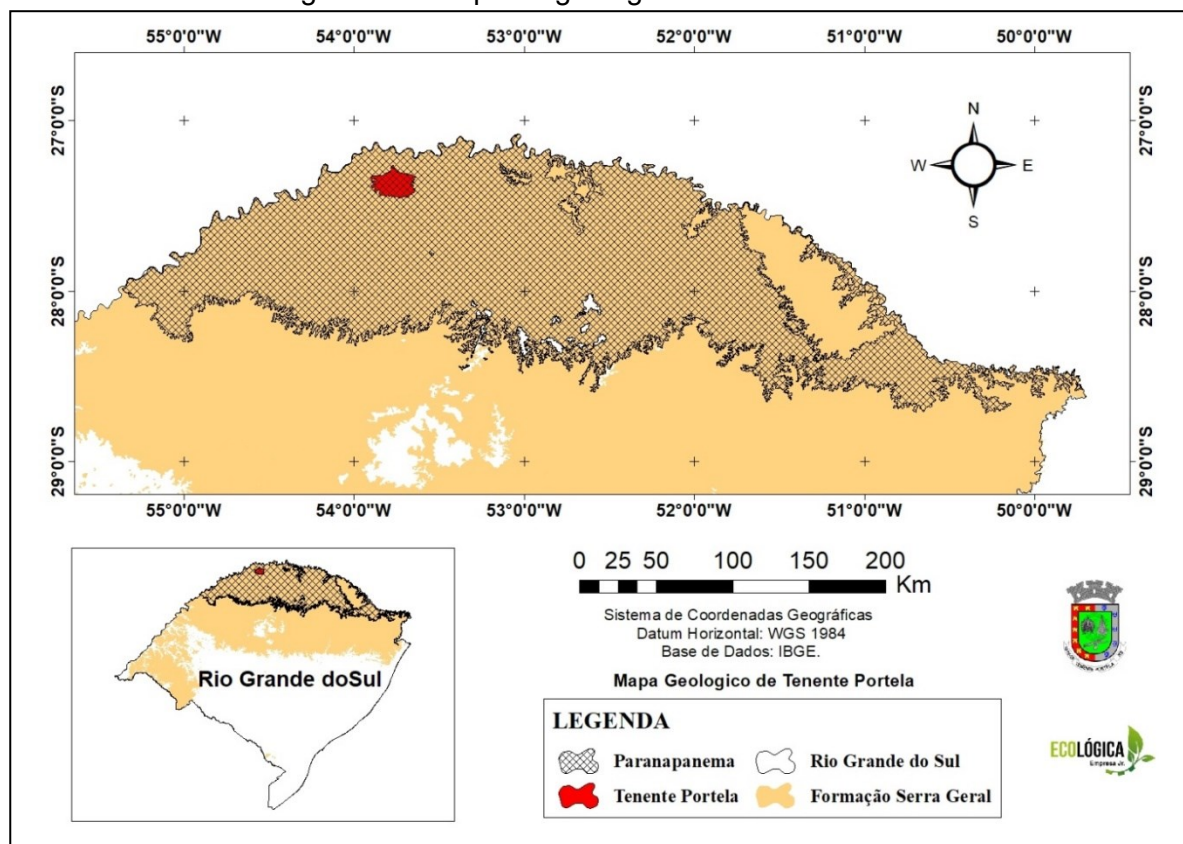 55°0'0"W 54°0'0"W 53°0'0"W 52°0'0"W 51°0'0"W 50°0'0"W
27°0'0"S 27°0'0"S
28°0'0"S 28°0'0"S
29°0'0"S 29°0'0"S
N
W E
S
55°0'0"W 54°0'0"W 53°0'0"W 52°0'0"W 51°0'0"W 50°0'0"W
Rio Grande doSul
0 25 50 100 150 200
Km
Sistema de Coordenadas Geográficas
Datum Horizontal: WGS 1984
Base de Dados: IBGE.
Mapa Geologico de Tenente Portela
LEGENDA
Paranapanema Rio Grande do Sul
Tenente Portela Formação Serra Geral
ECOLÓGICA
Empresa Jr.